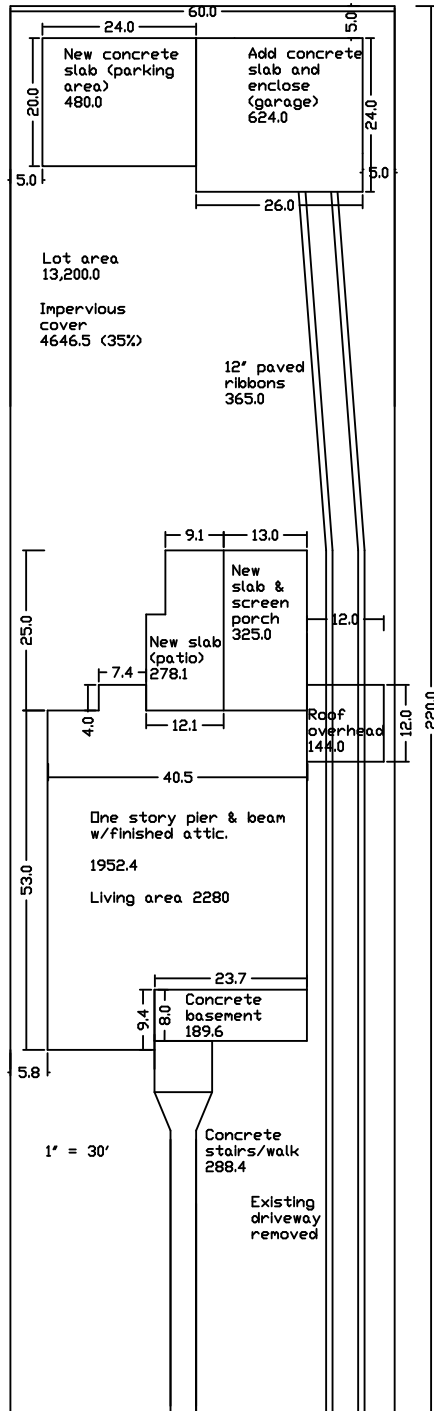 60.0
5.0
24.0
New concrete
slab (parking
area)
480.0
Add concrete
slab and
enclose
(garage)
624.0
20.0
24.0
5.0
5.0
26.0
Lot area
13,200.0
Impervious
cover
4646.5 (35%)
12" paved
ribbons
365.0
9.1
13.0
New
slab &
screen
porch
325.0
25.0
12.0
New slab
(patio)
278.1
7.4
4.0
12.1
Roof
overhead
144.0
12.0
220.0
40.5
One story pier & beam
w/finished attic.
1952.4
Living area 2280
53.0
23.7
9.4
8.0
Concrete
basement
189.6
5.8
1" = 30'
Concrete
stairs/walk
288.4
Existing
driveway
removed